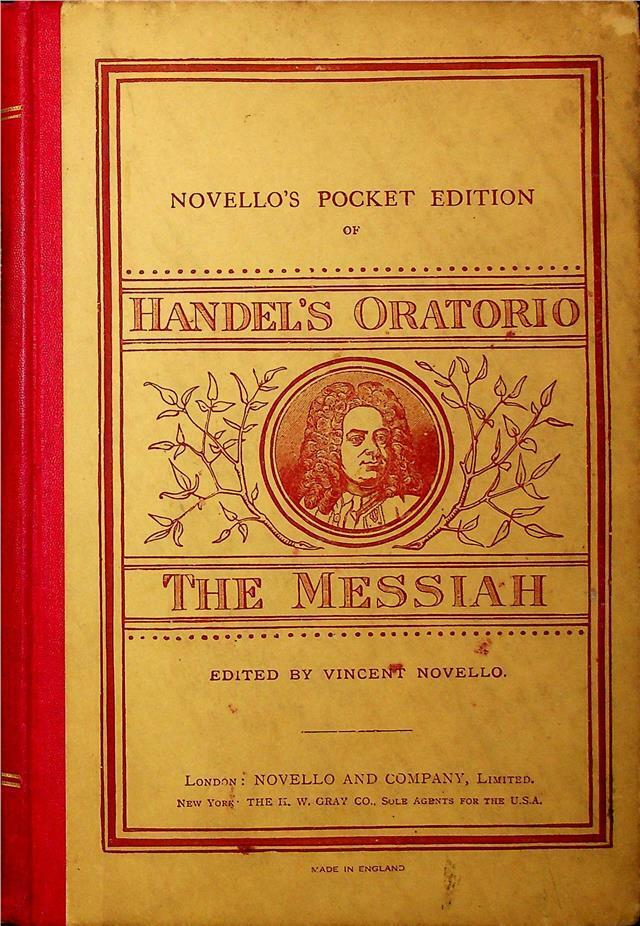 NOVELLO'S POCKET EDITION
OF
HANDEL'S ORATORIO
THE MESSIAH
EDITED BY VINCENT NOVELLO.
LONDON: NOVELLO AND COMPANY, LIMITED.
NEW YORK: THE H. W. GRAY CO., SOLE AGENTS FOR THE U.S.A.
MADE IN ENGLAND